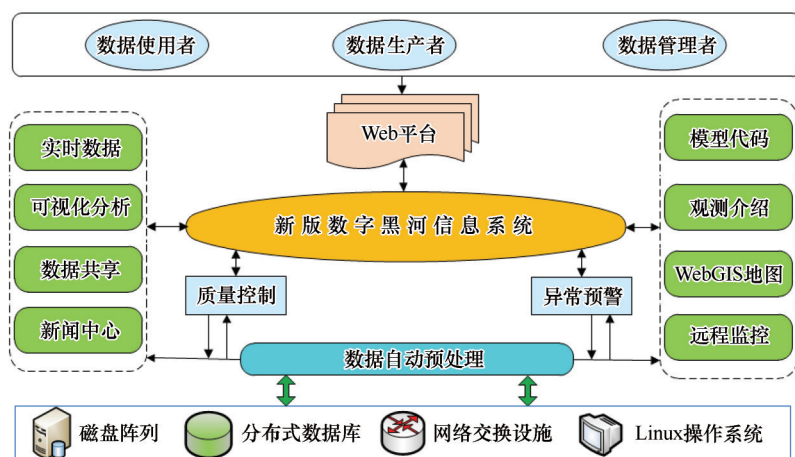 数据使用者
数据生产者
数据管理者
Web平台
实时数据
可视化分析
数据共享
新闻中心
新版数字黑河信息系统
质量控制
异常预警
数据自动预处理
模型代码
观测介绍
WebGIS地图
远程监控
磁盘阵列
分布式数据库
网络交换设施
Linux操作系统